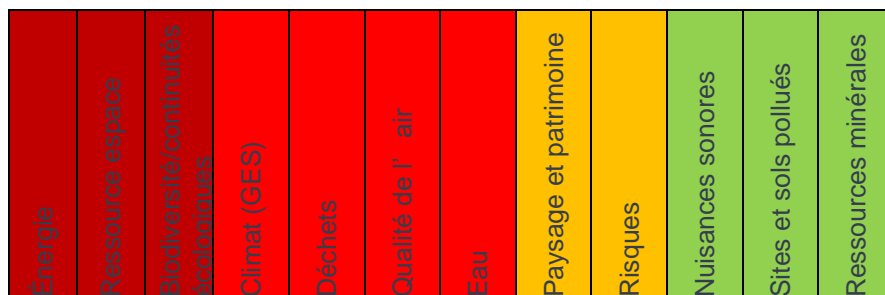 Énergie
Ressource espace
Biodiversité/continuités
écologiques
Climat (GES)
Déchets
Qualité de l' air
Eau
Paysage et patrimoine
Risques
Nuisances sonores
Sites et sols pollués
Ressources minérales